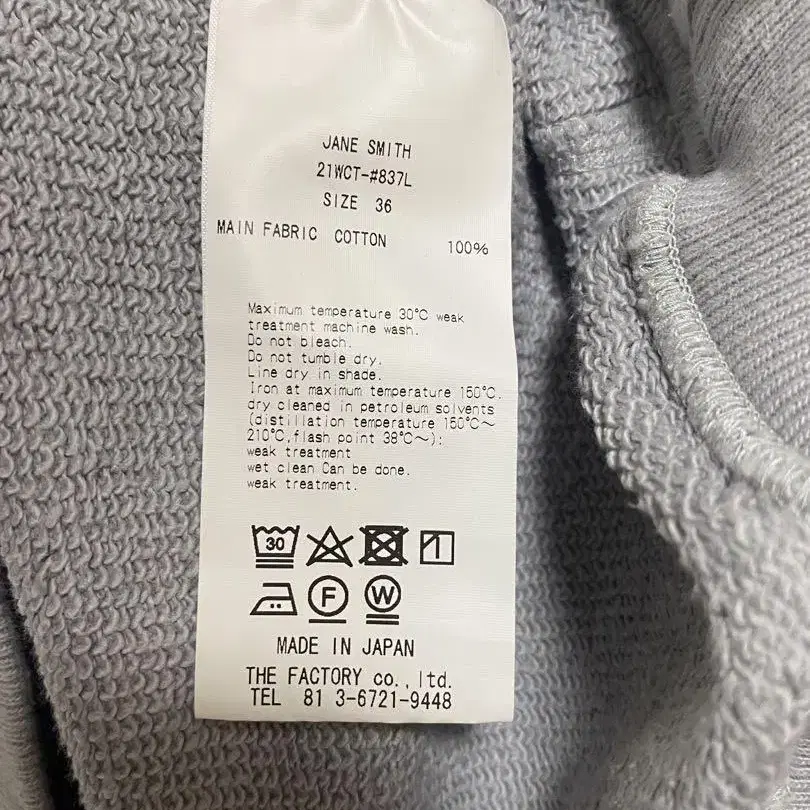 JANE SMITH
21WCT-#837L
SIZE 36
MAIN FABRIC COTTON 100%
Maximum temperature 30°C weak
treatment machine wash.
Do not bleach.
Do not tumble dry.
Line dry in shade.
Iron at maximum temperature 150°C.
dry cleaned in petroleum solvents
(distillation temperature 150°C～
210°C,flash point 38°C～):
weak treatment
wet clean Can be done.
weak treatment.
30
F W
MADE IN JAPAN
THE FACTORY co.,ltd.
TEL 81 3-6721-9448